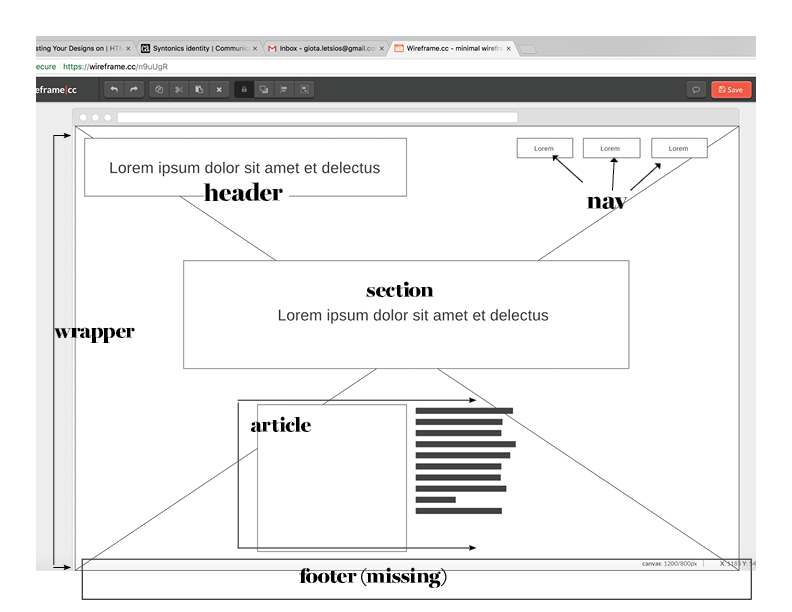 sting Your Designs on | HTM
Syntonics identity | Communic
Inbox - giota.letsios@gmail.co
Wireframe.cc - minimal wirefra
ecure https://wireframe.cc/n9uUgR
eframe|cc
Save
Lorem ipsum dolor sit amet et delectus
header
Lorem
Lorem
Lorem
nav
section
Lorem ipsum dolor sit amet et delectus
wrapper
article
canvas: 1200/800px
X: 1185 Y: 54
footer (missing)